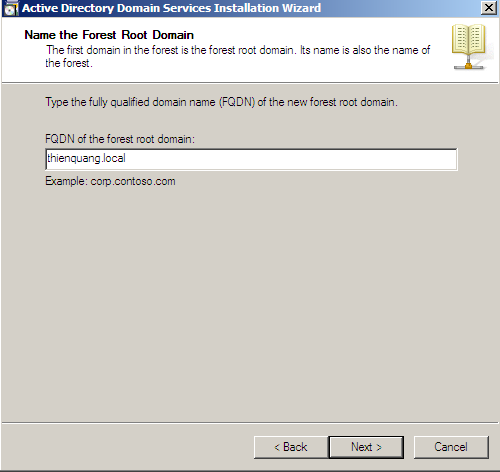 Active Directory Domain Services Installation Wizard
Name the Forest Root Domain
The first domain in the forest is the forest root domain. Its name is also the name of
the forest.
Type the fully qualified domain name (FQDN) of the new forest root domain.
FQDN of the forest root domain:
thienquang.local
Example: corp.contoso.com
< Back
Next >
Cancel